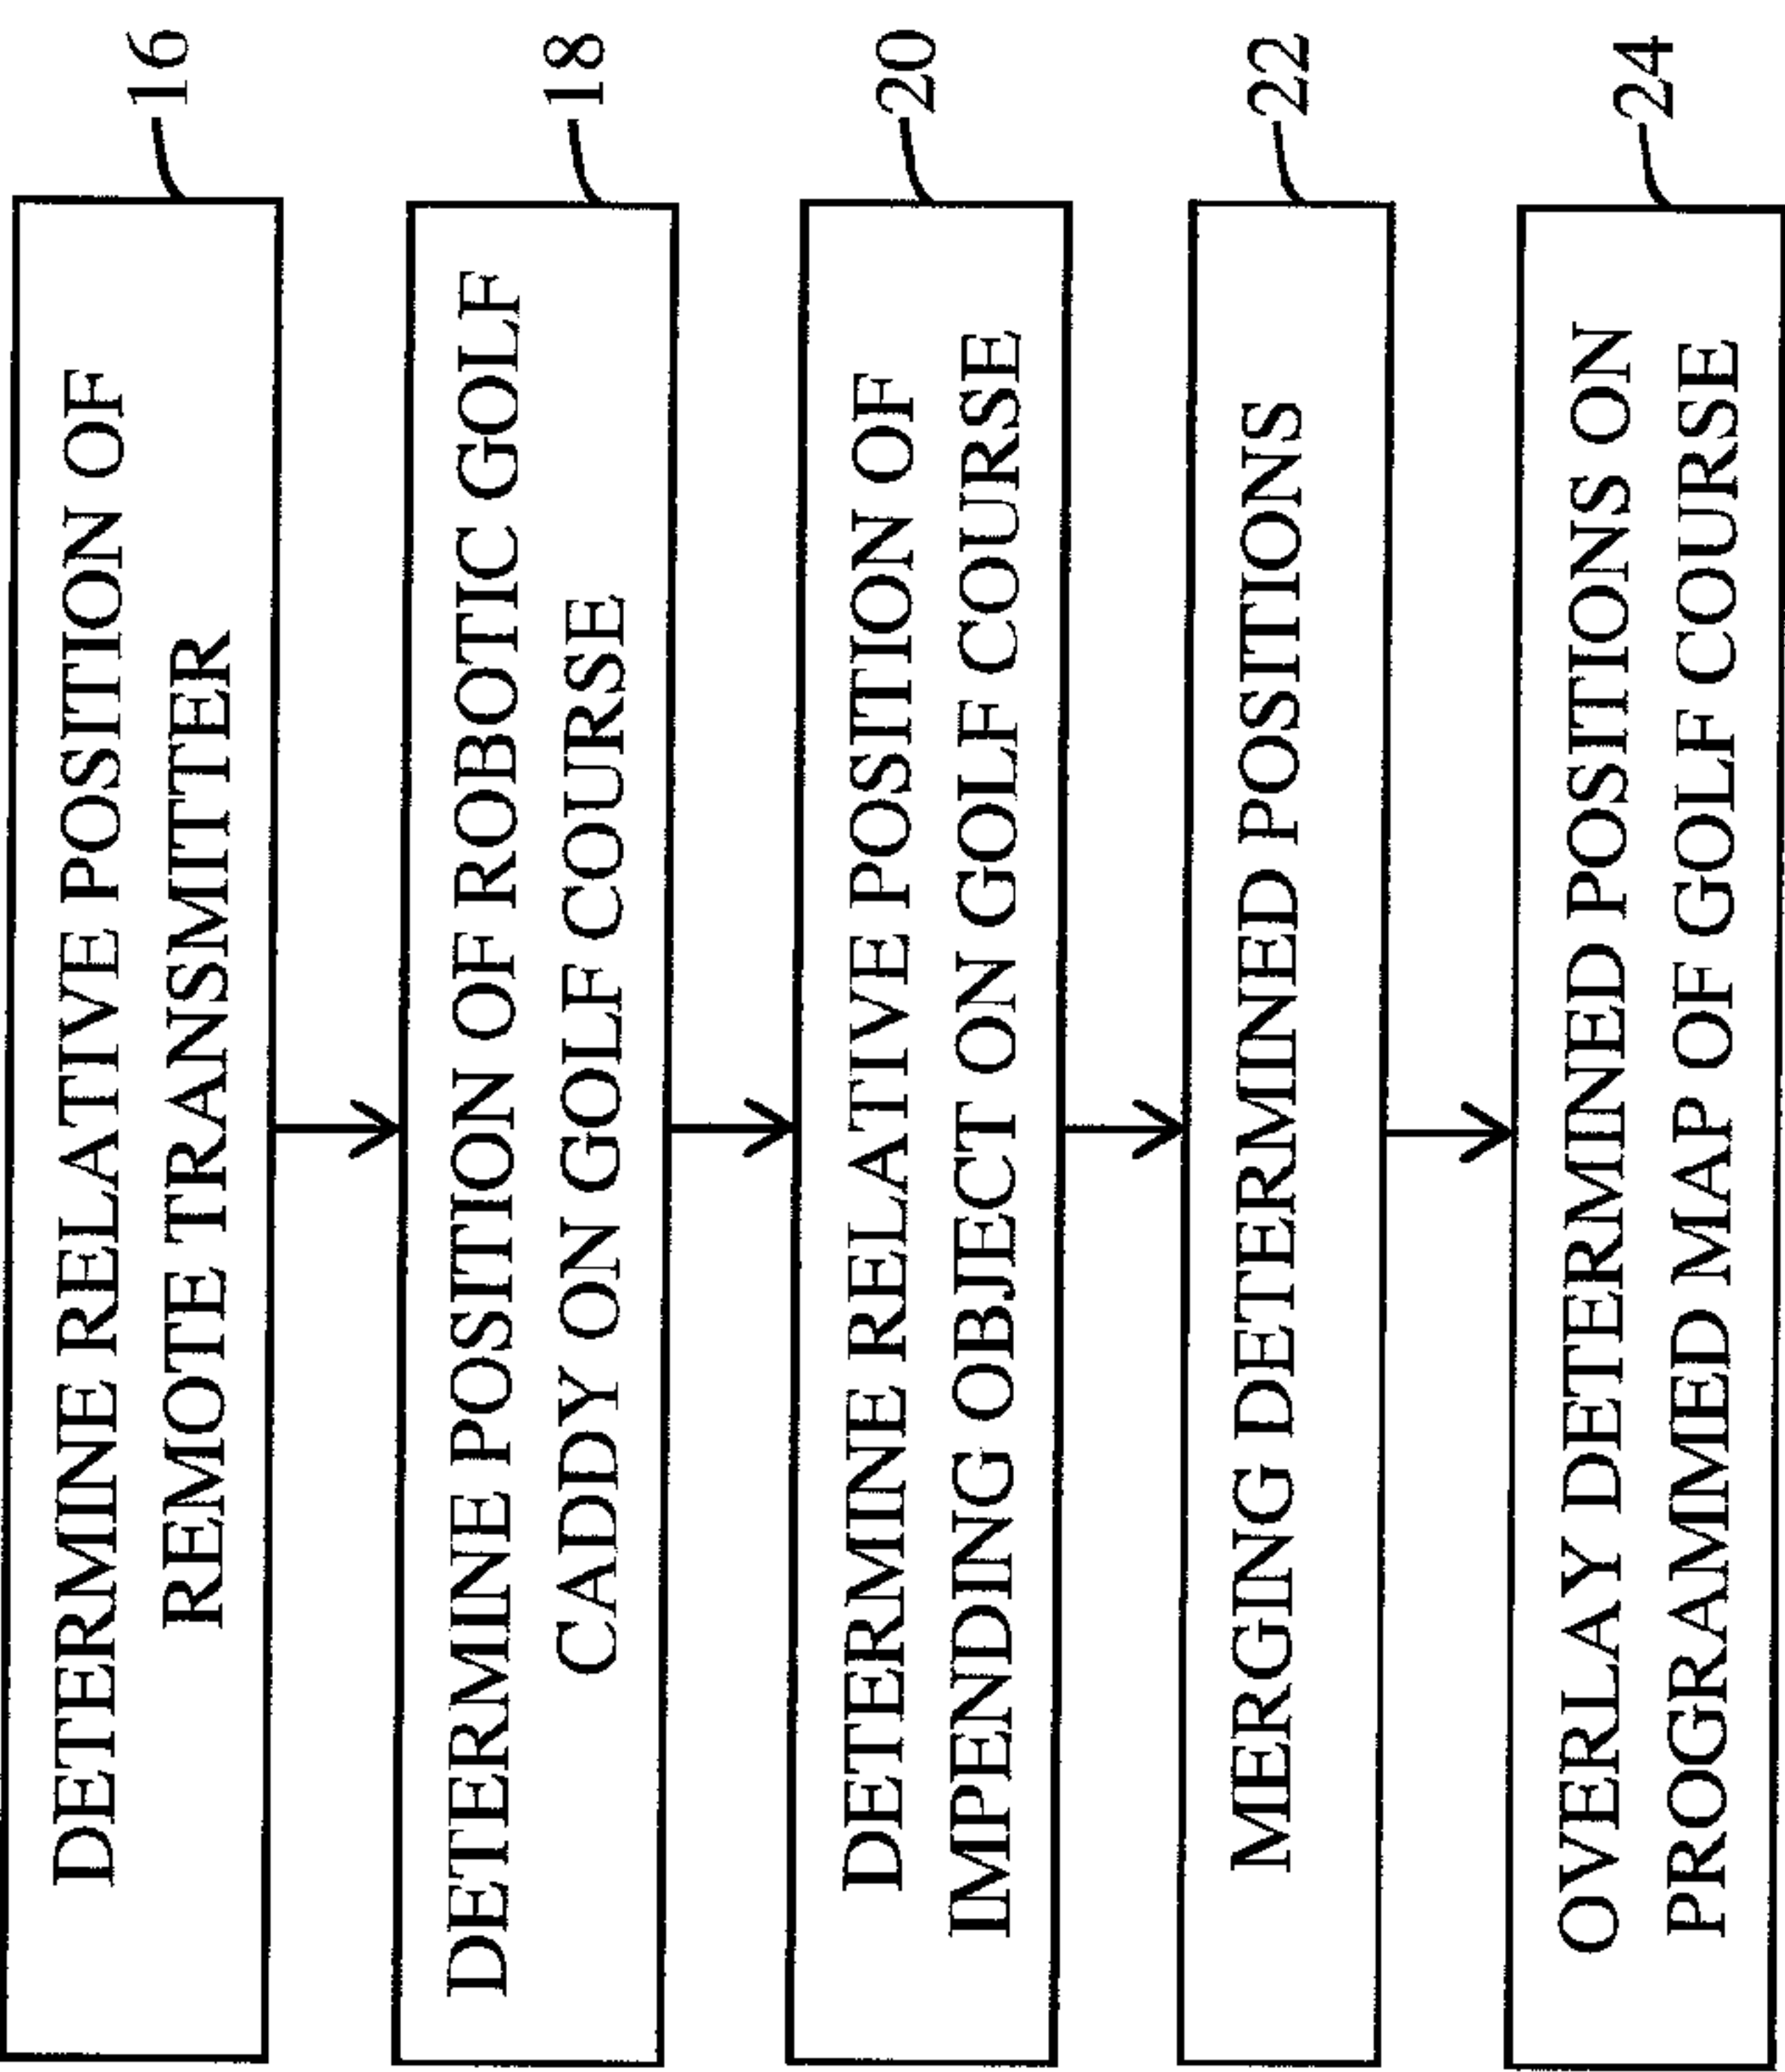 DETERMINE RELATIVE POSITION OF
REMOTE TRANSMITTER
16
DETERMINE POSITION OF ROBOTIC GOLF
CADDY ON GOLF COURSE
18
DETERMINE RELATIVE POSITION OF
IMPENDING OBJECT ON GOLF COURSE
20
MERGING DETERMINED POSITIONS
22
OVERLAY DETERMINED POSITIONS ON
PROGRAMMED MAP OF GOLF COURSE
24